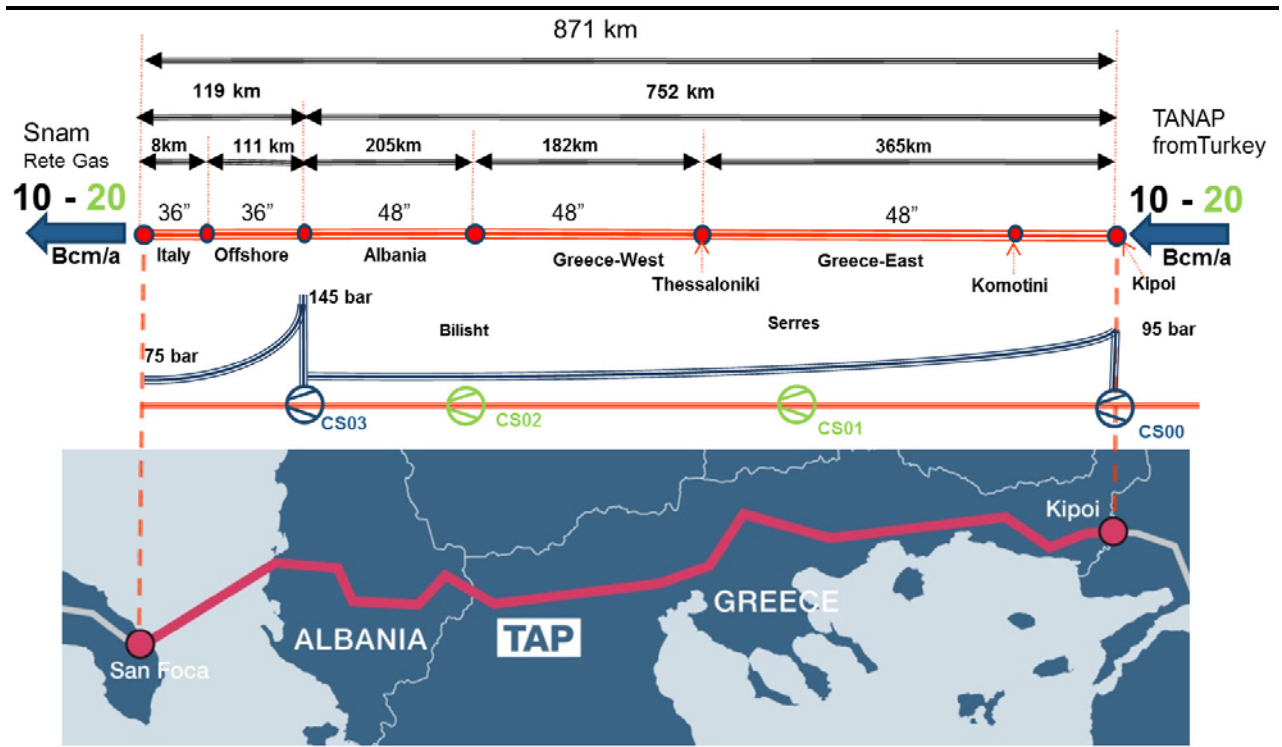 871 km
119 km
752 km
Snam
Rete Gas
TANAP
fromTurkey
8km
111 km
205km
182km
365km
10 - 20
10 - 20
36”
36”
48”
48”
48”
Bcm/a
Bcm/a
Italy
Offshore
Albania
Greece-West
Greece-East
Thessaloniki
Komotini
Kipoi
145 bar
Bilisht
Serres
95 bar
75 bar
CS03
CS02
CS01
CS00
Kipoi
GREECE
ALBANIA
TAP
San Foca